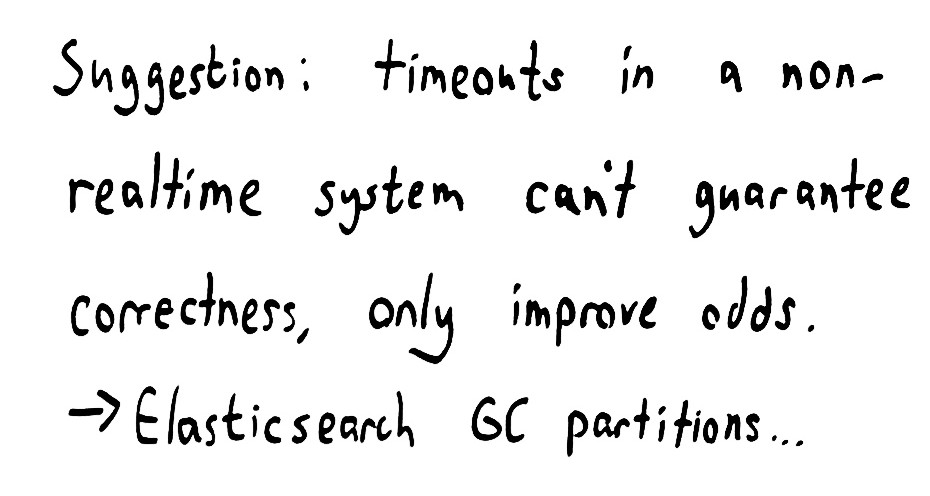 Suggestion: timeouts in a non-
realtime system can't guarantee
correctness, only improve odds.
→ Elasticsearch GC partitions...